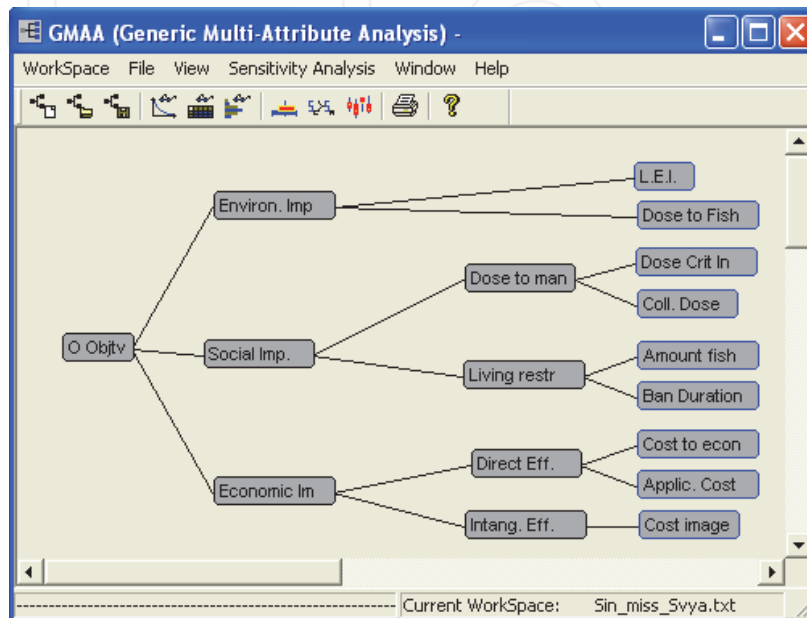 GMAA (Generic Multi-Attribute Analysis) -
WorkSpace File View Sensitivity Analysis Window Help
L.E.I.
Environ. Imp
Dose to Fish
Dose Crit In
Dose to man
Coll. Dose
O Objtv
Social Imp.
Amount fish
Living restr
Ban Duration
Cost to econ
Direct Eff.
Applic. Cost
Economic Im
Intang. Eff.
Cost image
Current WorkSpace: Sin_miss_Svya.txt